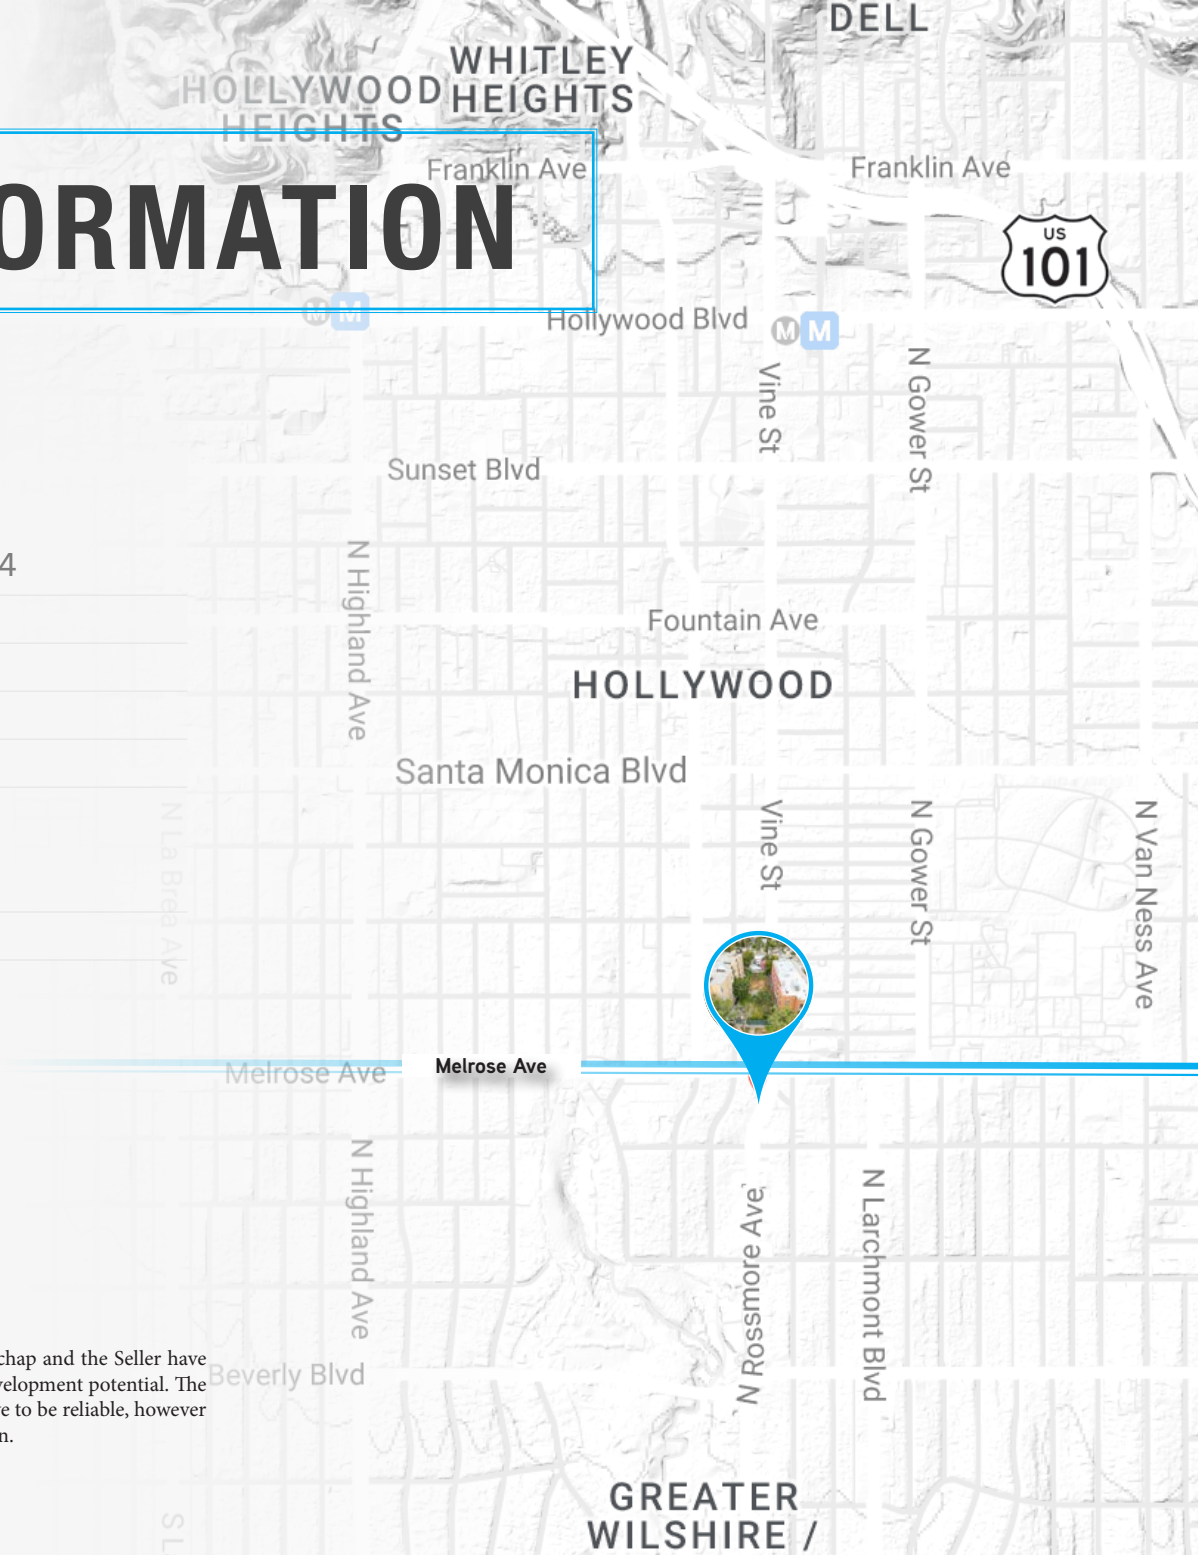 DELL
WHITLEY
HEIGHTS
HOLLYWOOD
HEIGHTS
Franklin Ave
Franklin Ave
ORMATION
US
101
M M
Hollywood Blvd
M M
Vine St
N Gower St
Sunset Blvd
4
N Highland Ave
Fountain Ave
HOLLYWOOD
Santa Monica Blvd
N La Brea Ave
Vine St
N Gower St
N Van Ness Ave
Melrose Ave
Melrose Ave
N Highland Ave
N Rossmore Ave
N Larchmont Blvd
chap and the Seller have
velopment potential. The
e to be reliable, however
n.
Beverly Blvd
GREATER
WILSHIRE /
S L